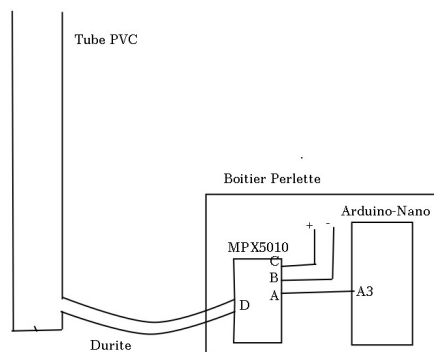 Tube PVC
Boitier Perlette
Arduino-Nano
+ -
MPX5010
C
B
A
A3
D
Durite